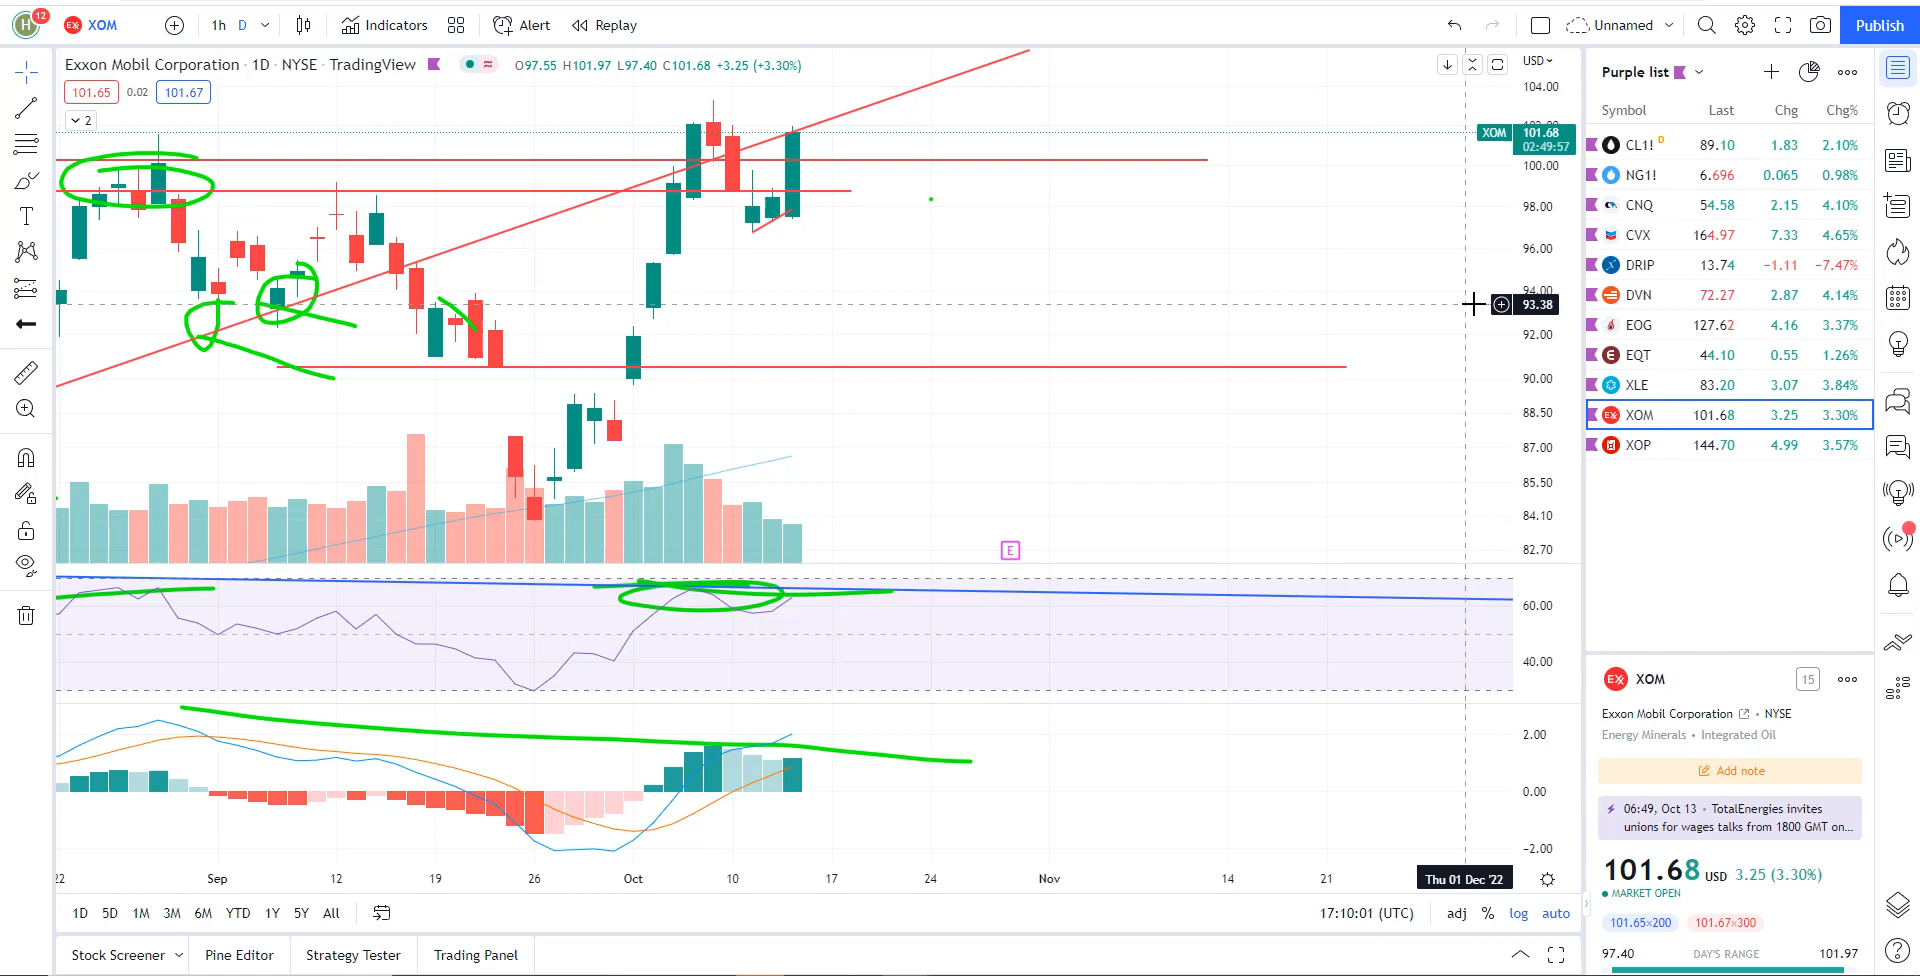 H 12 EX XOM 1h D Indicators Alert Replay Unnamed Publish
Exxon Mobil Corporation · 1D · NYSE · TradingView O97.55 H101.97 L97.40 C101.68 +3.25 (+3.30%) USD
101.65 0.02 101.67
2
104.00
XOM 101.68
02:49:57
100.00
98.00
96.00
94.00
93.38
92.00
90.00
88.50
87.00
85.50
84.10
82.70
E
60.00
40.00
2.00
0.00
−2.00
22 Sep 12 19 26 Oct 10 17 24 Nov 14 21 Thu 01 Dec '22
1D 5D 1M 3M 6M YTD 1Y 5Y All 17:10:01 (UTC) adj % log auto
Stock Screener Pine Editor Strategy Tester Trading Panel
Purple list
Symbol Last Chg Chg%
CL1! D 89.10 1.83 2.10%
NG1! 6.696 0.065 0.98%
CNQ 54.58 2.15 4.10%
CVX 164.97 7.33 4.65%
DRIP 13.74 −1.11 −7.47%
DVN 72.27 2.87 4.14%
EOG 127.62 4.16 3.37%
EQT 44.10 0.55 1.26%
XLE 83.20 3.07 3.84%
XOM 101.68 3.25 3.30%
XOP 144.70 4.99 3.57%
EX XOM 15
Exxon Mobil Corporation • NYSE
Energy Minerals • Integrated Oil
Add note
06:49, Oct 13 • TotalEnergies invites
unions for wages talks from 1800 GMT on...
101.68 USD 3.25 (3.30%)
MARKET OPEN
101.65×200 101.67×300
97.40 DAY'S RANGE 101.97